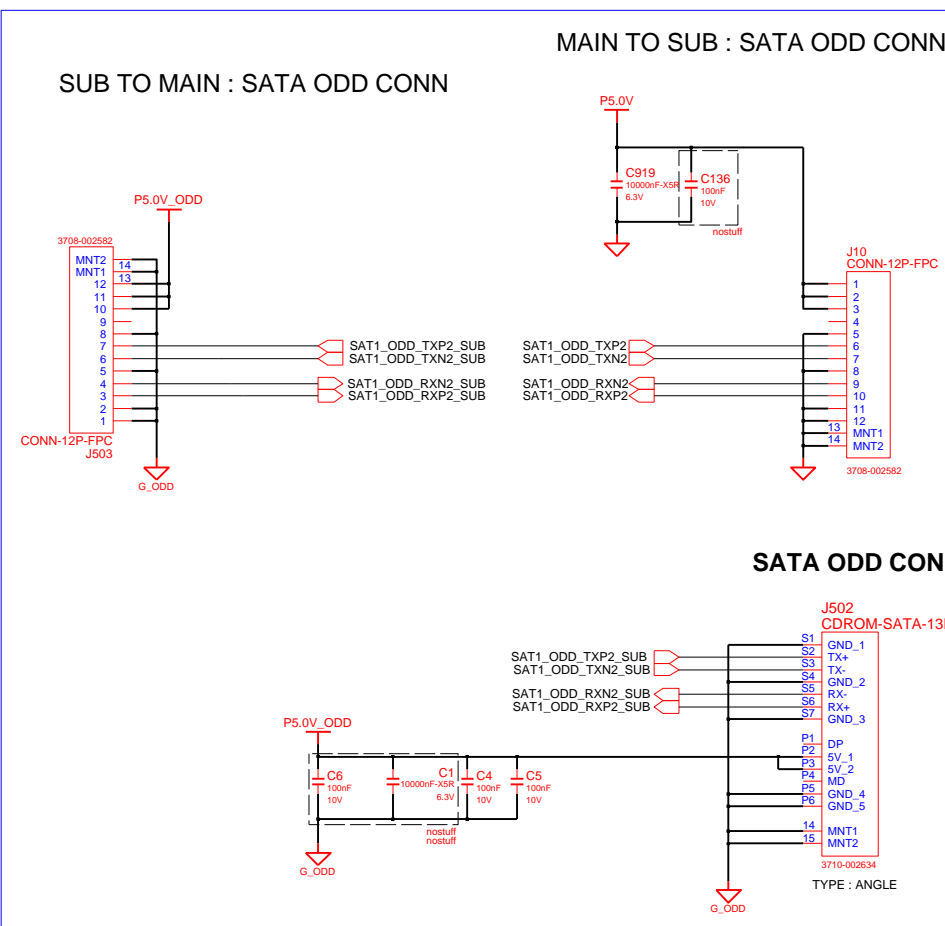 MAIN TO SUB : SATA ODD CONN
SUB TO MAIN : SATA ODD CONN
P5.0V
C919
10000nF-X5R
6.3V
C136
100nF
10V
nostuff
P5.0V_ODD
3708-002582
MNT2
MNT1 14
12 13
11
10
9
8
7
6
5
4
3
2
1
CONN-12P-FPC
J503
G_ODD
SAT1_ODD_TXP2_SUB
SAT1_ODD_TXN2_SUB
SAT1_ODD_RXN2_SUB
SAT1_ODD_RXP2_SUB
SAT1_ODD_TXP2
SAT1_ODD_TXN2
SAT1_ODD_RXN2
SAT1_ODD_RXP2
J10
CONN-12P-FPC
1
2
3
4
5
6
7
8
9
10
11
12
13 MNT1
14 MNT2
3708-002582
SATA ODD CON
J502
CDROM-SATA-13
S1 GND_1
S2 TX+
S3 TX-
S4 GND_2
S5 RX-
S6 RX+
S7 GND_3
P1 DP
P2 5V_1
P3 5V_2
P4 MD
P5 GND_4
P6 GND_5
14 MNT1
15 MNT2
3710-002634
TYPE : ANGLE
SAT1_ODD_TXP2_SUB
SAT1_ODD_TXN2_SUB
SAT1_ODD_RXN2_SUB
SAT1_ODD_RXP2_SUB
P5.0V_ODD
C6
100nF
10V
C1
10000nF-X5R
6.3V
C4
100nF
10V
C5
100nF
10V
nostuff
nostuff
G_ODD
G_ODD